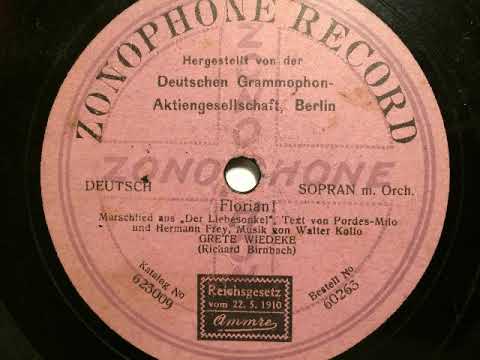 ZONOPHONE RECORD
Hergestellt von der
Deutschen Grammophon-
Aktiengesellschaft, Berlin
ZONOPHONE
DEUTSCH
SOPRAN m. Orch.
Florian!
Marschlied aus „Der Liebesonkel", Text von Pordes-Milo
und Hermann Frey, Musik von Walter Kollo
GRETE WIEDEKE
(Richard Birnbach)
Katalog No
623009
Bestell No
60263
Reichsgesetz
vom 22. 5. 1910
Ammre